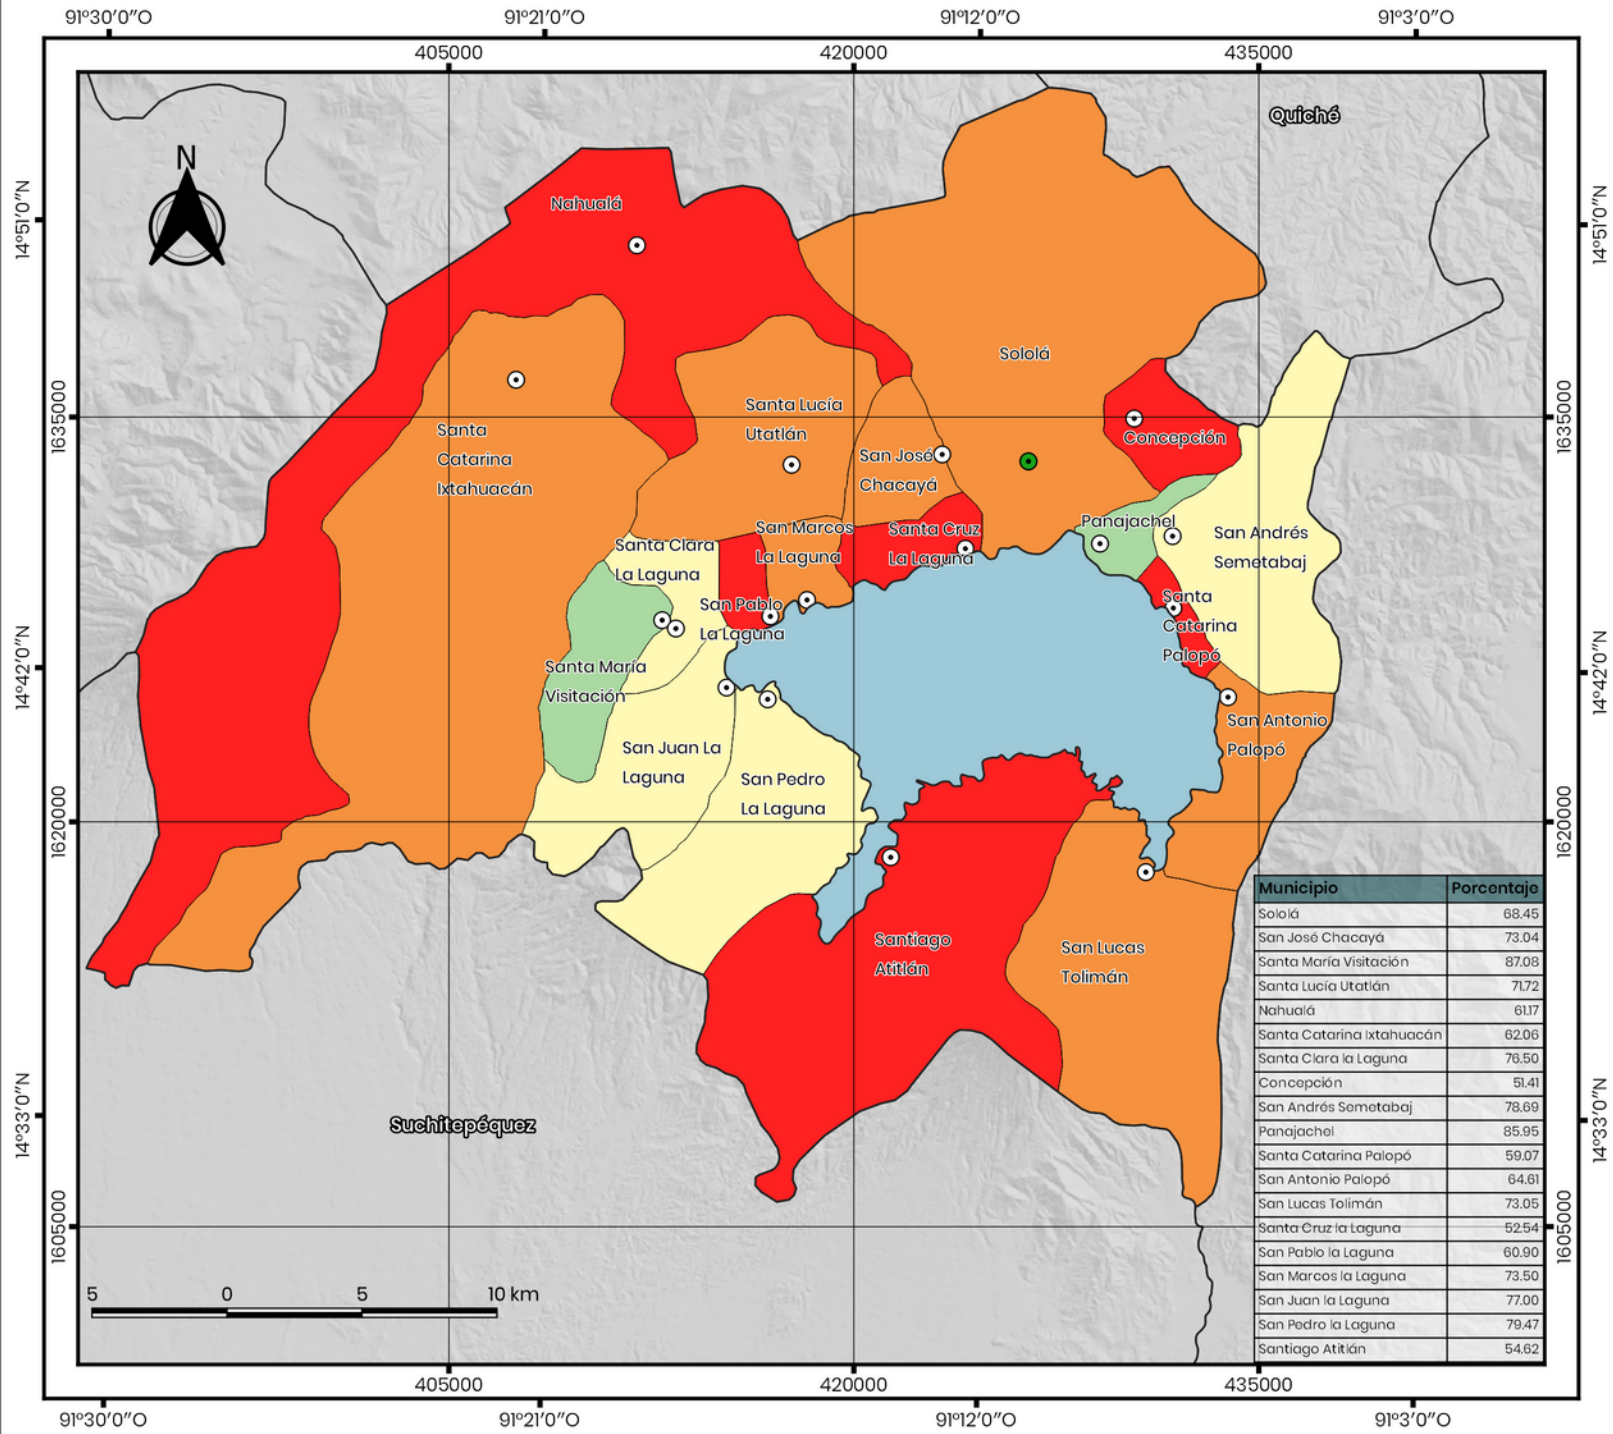 91°30'0"O 91°21'0"O 91°12'0"O 91°3'0"O
405000 420000 435000
Quiché
N
Nahualá
14°51'0"N
14°51'0"N
Sololá
1635000
1635000
Santa Lucía
Utatlán
Santa
Catarina
Ixtahuacán
Concepción
San José
Chacayá
San Marcos
La Laguna
Santa Cruz
La Laguna
Panajachel
San Andrés
Semetabaj
Santa Clara
La Laguna
San Pablo
La Laguna
Santa
Catarina
Palopó
14°42'0"N
14°42'0"N
Santa María
Visitación
San Antonio
Palopó
San Juan La
Laguna
San Pedro
La Laguna
1620000
1620000
Santiago
Atitlán
San Lucas
Tolimán
Municipio Porcentaje
Sololá 68.45
San José Chacayá 73.04
Santa María Visitación 87.08
Santa Lucía Utatlán 71.72
Nahualá 61.17
Santa Catarina Ixtahuacán 62.06
Santa Clara la Laguna 76.50
Concepción 51.41
San Andrés Semetabaj 78.69
Panajachel 85.95
Santa Catarina Palopó 59.07
San Antonio Palopó 64.61
San Lucas Tolimán 73.05
Santa Cruz la Laguna 52.54
San Pablo la Laguna 60.90
San Marcos la Laguna 73.50
San Juan la Laguna 77.00
San Pedro la Laguna 79.47
Santiago Atitlán 54.62
14°33'0"N
14°33'0"N
Suchitepéquez
1605000
1605000
5 0 5 10 km
405000 420000 435000
91°30'0"O 91°21'0"O 91°12'0"O 91°3'0"O